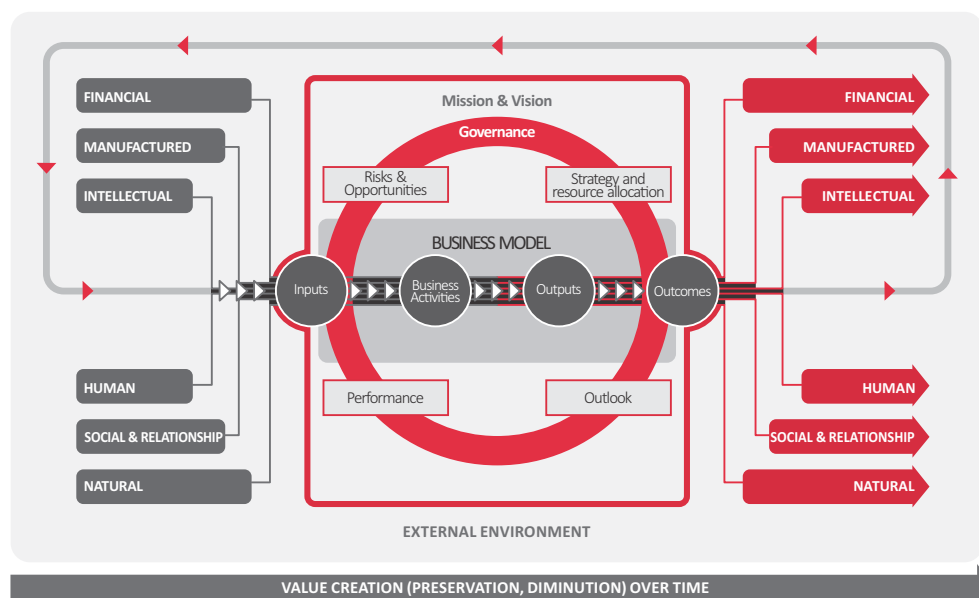 FINANCIAL
MANUFACTURED
INTELLECTUAL
HUMAN
SOCIAL & RELATIONSHIP
NATURAL
Mission & Vision
Governance
Risks &
Opportunities
Strategy and
resource allocation
BUSINESS MODEL
Inputs
Business
Activities
Outputs
Outcomes
Performance
Outlook
FINANCIAL
MANUFACTURED
INTELLECTUAL
HUMAN
SOCIAL & RELATIONSHIP
NATURAL
EXTERNAL ENVIRONMENT
VALUE CREATION (PRESERVATION, DIMINUTION) OVER TIME